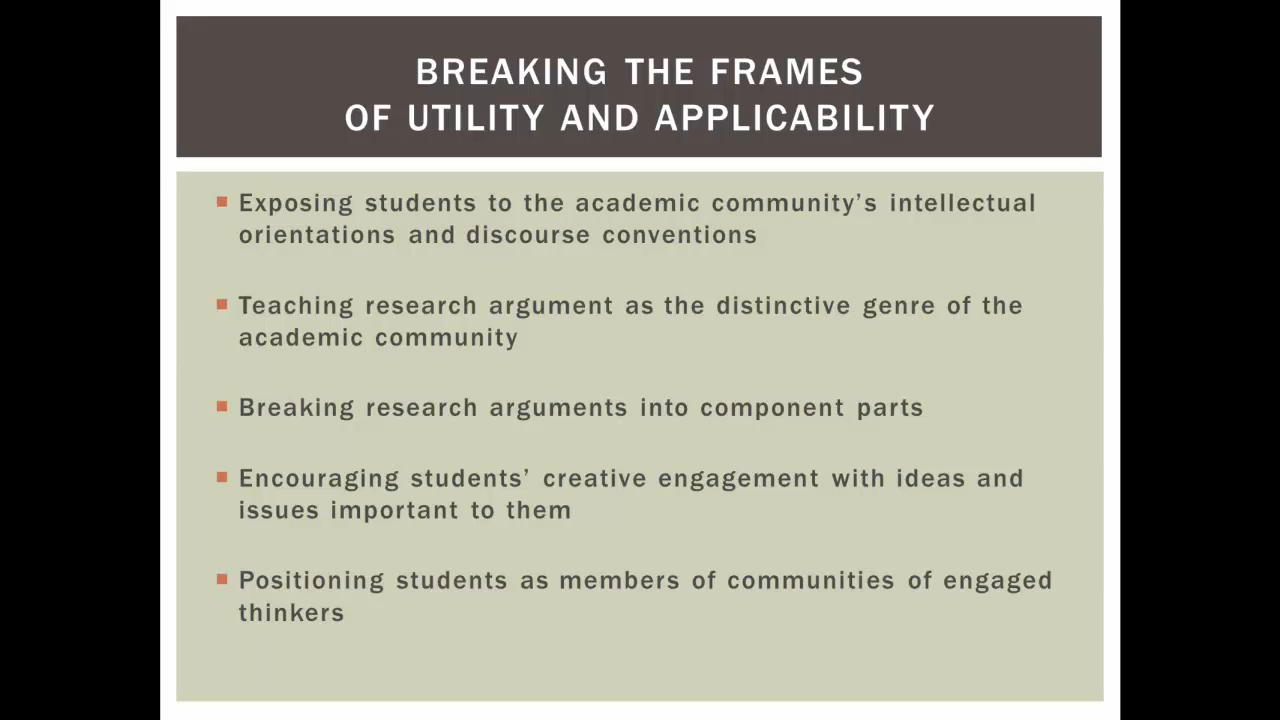 BREAKING THE FRAMES
OF UTILITY AND APPLICABILITY
Exposing students to the academic community’s intellectual
orientations and discourse conventions
Teaching research argument as the distinctive genre of the
academic community
Breaking research arguments into component parts
Encouraging students’ creative engagement with ideas and
issues important to them
Positioning students as members of communities of engaged
thinkers